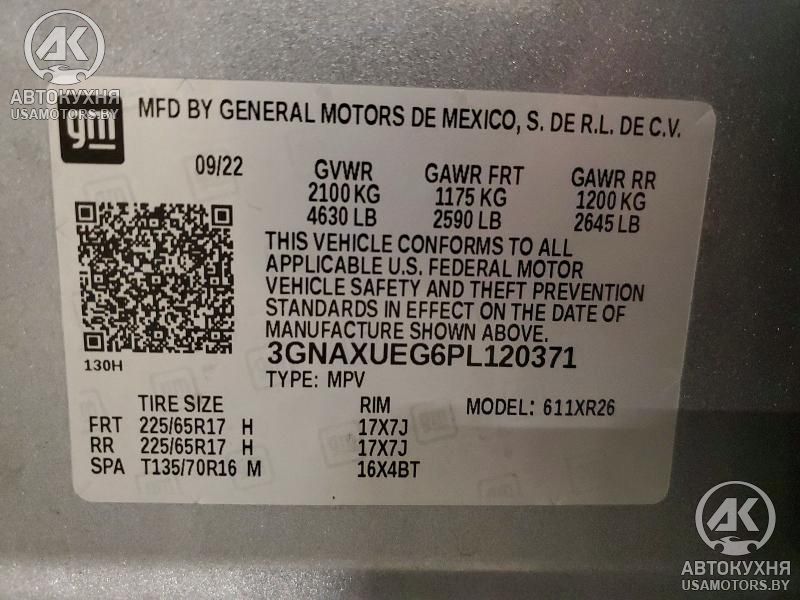 AK
АВТОКУХНЯ
USAMOTORS.BY
gm
MFD BY GENERAL MOTORS DE MEXICO, S. DE R.L. DE C.V.
09/22 GVWR GAWR FRT GAWR RR
2100 KG 1175 KG 1200 KG
4630 LB 2590 LB 2645 LB
THIS VEHICLE CONFORMS TO ALL
APPLICABLE U.S. FEDERAL MOTOR
VEHICLE SAFETY AND THEFT PREVENTION
STANDARDS IN EFFECT ON THE DATE OF
MANUFACTURE SHOWN ABOVE.
3GNAXUEG6PL120371
130H
TYPE: MPV
TIRE SIZE RIM MODEL: 611XR26
FRT 225/65R17 H 17X7J
RR 225/65R17 H 17X7J
SPA T135/70R16 M 16X4BT
AK
АВТОКУХНЯ
USAMOTORS.BY